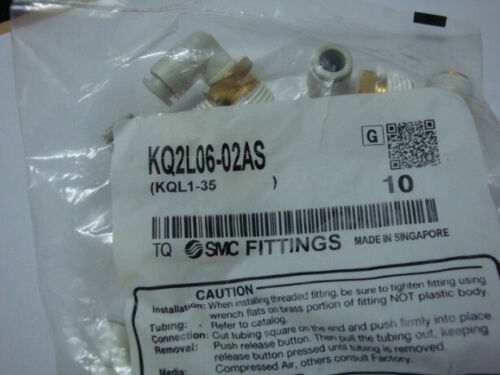 G
KQ2L06-02AS
(KQL1-35 )
10
TQ SMC FITTINGS MADE IN SINGAPORE
CAUTION
Installation: When installing threaded fitting, be sure to tighten fitting using
wrench flats on brass portion of fitting NOT plastic body.
Tubing: Refer to catalog.
Connection: Cut tubing square on the end and push firmly into place.
Removal: Push release button. Then pull the tubing out, keeping
release button pressed until tubing is removed.
Media: Compressed Air, others consult Factory.